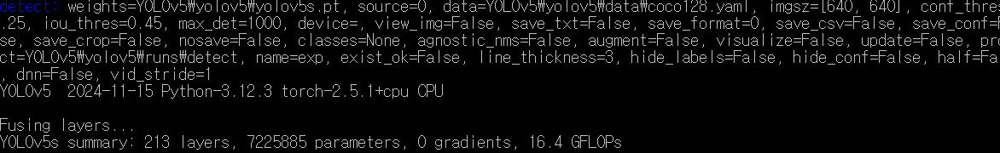 detect: weights=YOLOv5₩yolov5₩yolov5s.pt, source=0, data=YOLOv5₩yolov5₩data₩coco128.yaml, imgsz=[640, 640], conf_thres
.25, iou_thres=0.45, max_det=1000, device=, view_img=False, save_txt=False, save_format=0, save_csv=False, save_conf=
se, save_crop=False, nosave=False, classes=None, agnostic_nms=False, augment=False, visualize=False, update=False, pro
ct=YOLOv5₩yolov5₩runs₩detect, name=exp, exist_ok=False, line_thickness=3, hide_labels=False, hide_conf=False, half=Fa
, dnn=False, vid_stride=1
YOLOv5  2024-11-15 Python-3.12.3 torch-2.5.1+cpu CPU
Fusing layers...
YOLOv5s summary: 213 layers, 7225885 parameters, 0 gradients, 16.4 GFLOPs